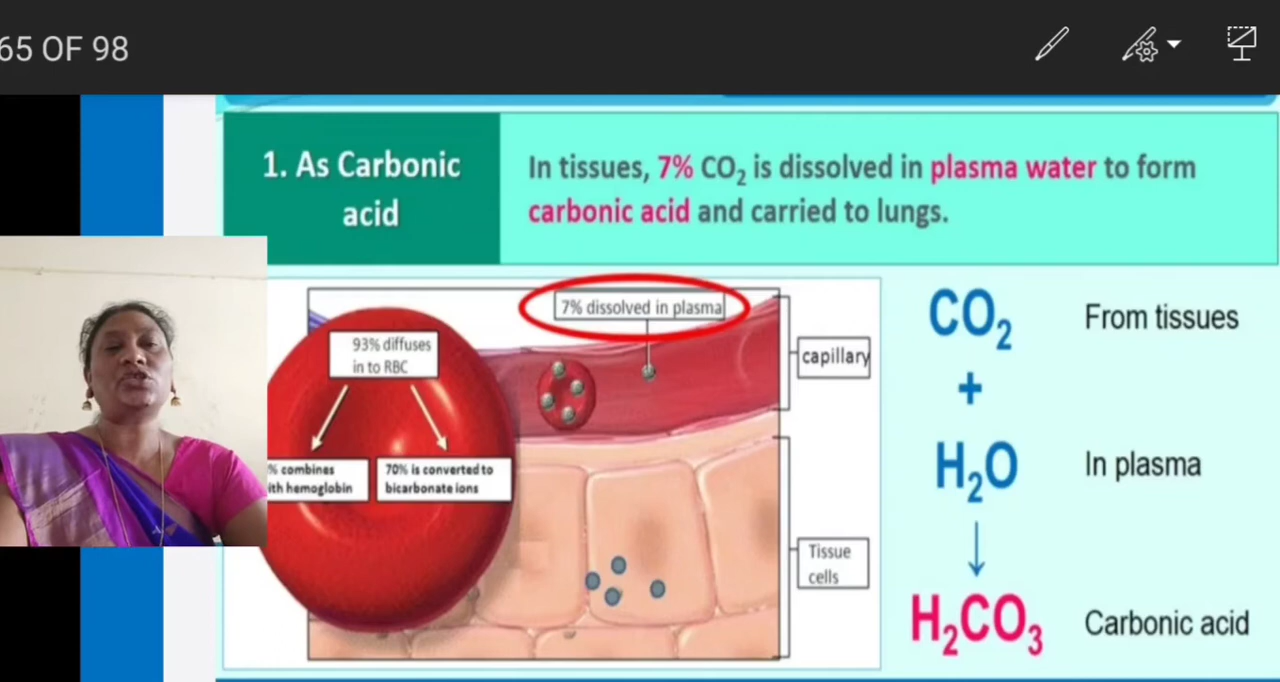 65 OF 98
1. As Carbonic
acid
In tissues, 7% CO₂ is dissolved in plasma water to form
carbonic acid and carried to lungs.
7% dissolved in plasma
93% diffuses
in to RBC
capillary
% combines
ith hemoglobin
70% is converted to
bicarbonate ions
Tissue
cells
CO₂ From tissues
+
H₂O In plasma
↓
H₂CO₃ Carbonic acid